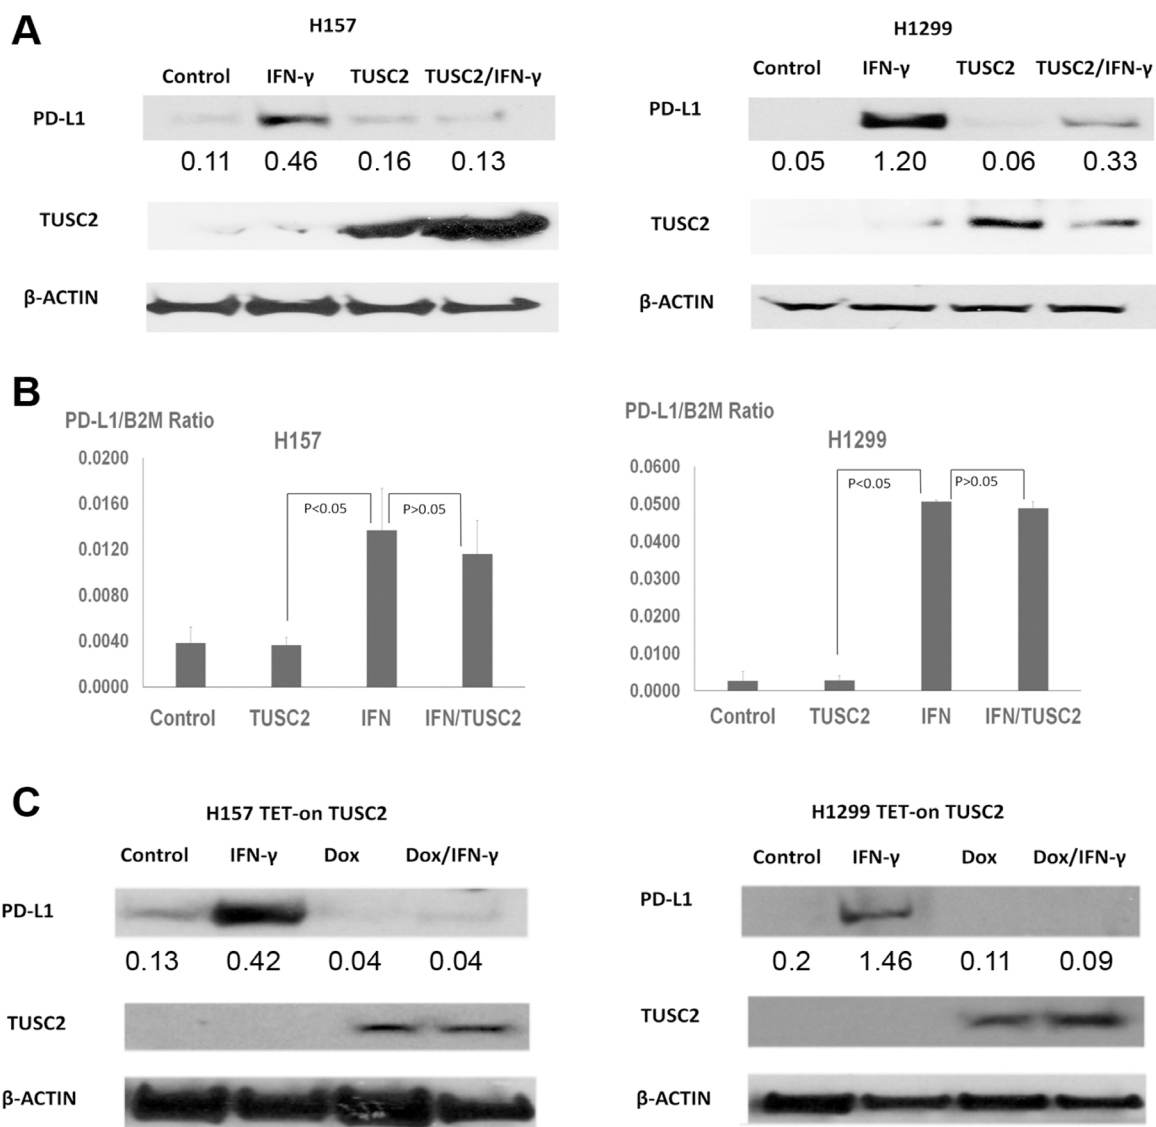 A
H157
Control IFN-γ TUSC2 TUSC2/IFN-γ
PD-L1
0.11 0.46 0.16 0.13
TUSC2
β-ACTIN
H1299
Control IFN-γ TUSC2 TUSC2/IFN-γ
PD-L1
0.05 1.20 0.06 0.33
TUSC2
β-ACTIN
B
PD-L1/B2M Ratio
H157
0.0200
0.0160
0.0120
0.0080
0.0040
0.0000
P<0.05 P>0.05
Control TUSC2 IFN IFN/TUSC2
PD-L1/B2M Ratio
H1299
0.0600
0.0500
0.0400
0.0300
0.0200
0.0100
0.0000
P<0.05 P>0.05
Control TUSC2 IFN IFN/TUSC2
C
H157 TET-on TUSC2
Control IFN-γ Dox Dox/IFN-γ
PD-L1
0.13 0.42 0.04 0.04
TUSC2
β-ACTIN
H1299 TET-on TUSC2
Control IFN-γ Dox Dox/IFN-γ
PD-L1
0.2 1.46 0.11 0.09
TUSC2
β-ACTIN